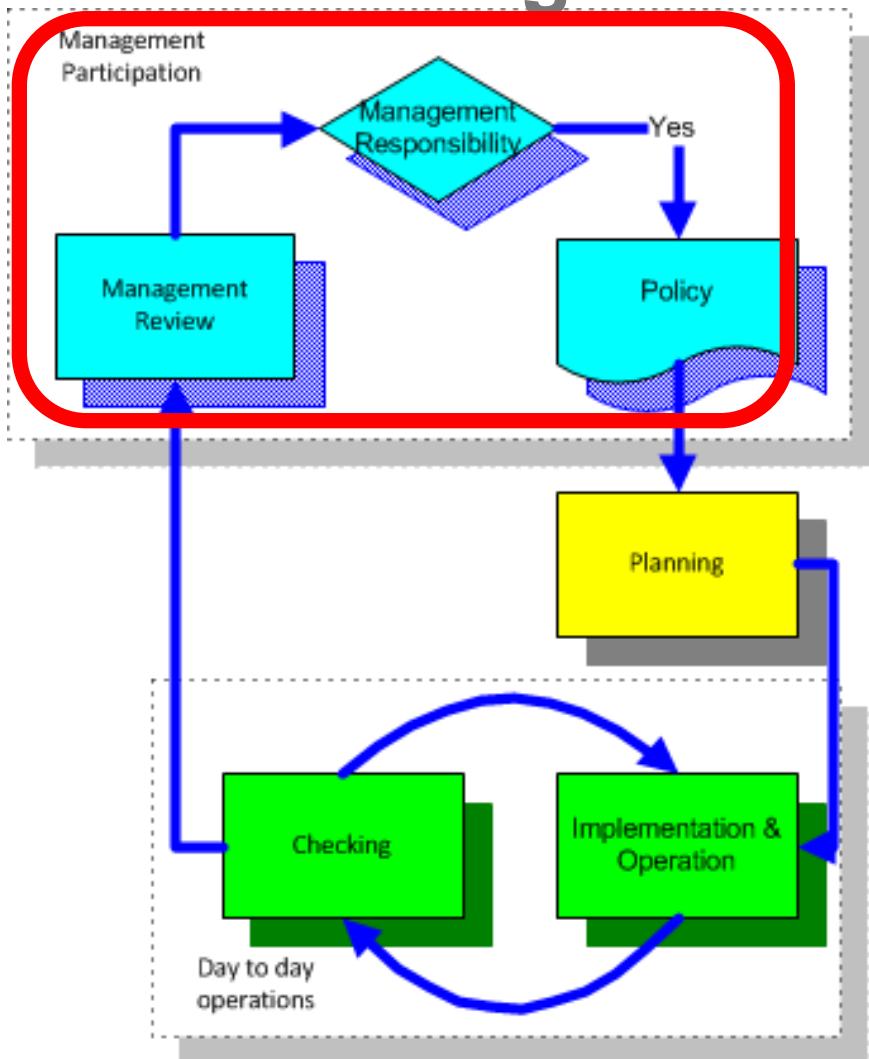 Management
Participation
Management
Responsibility
Yes
Management
Review
Policy
Planning
Checking
Implementation &
Operation
Day to day
operations